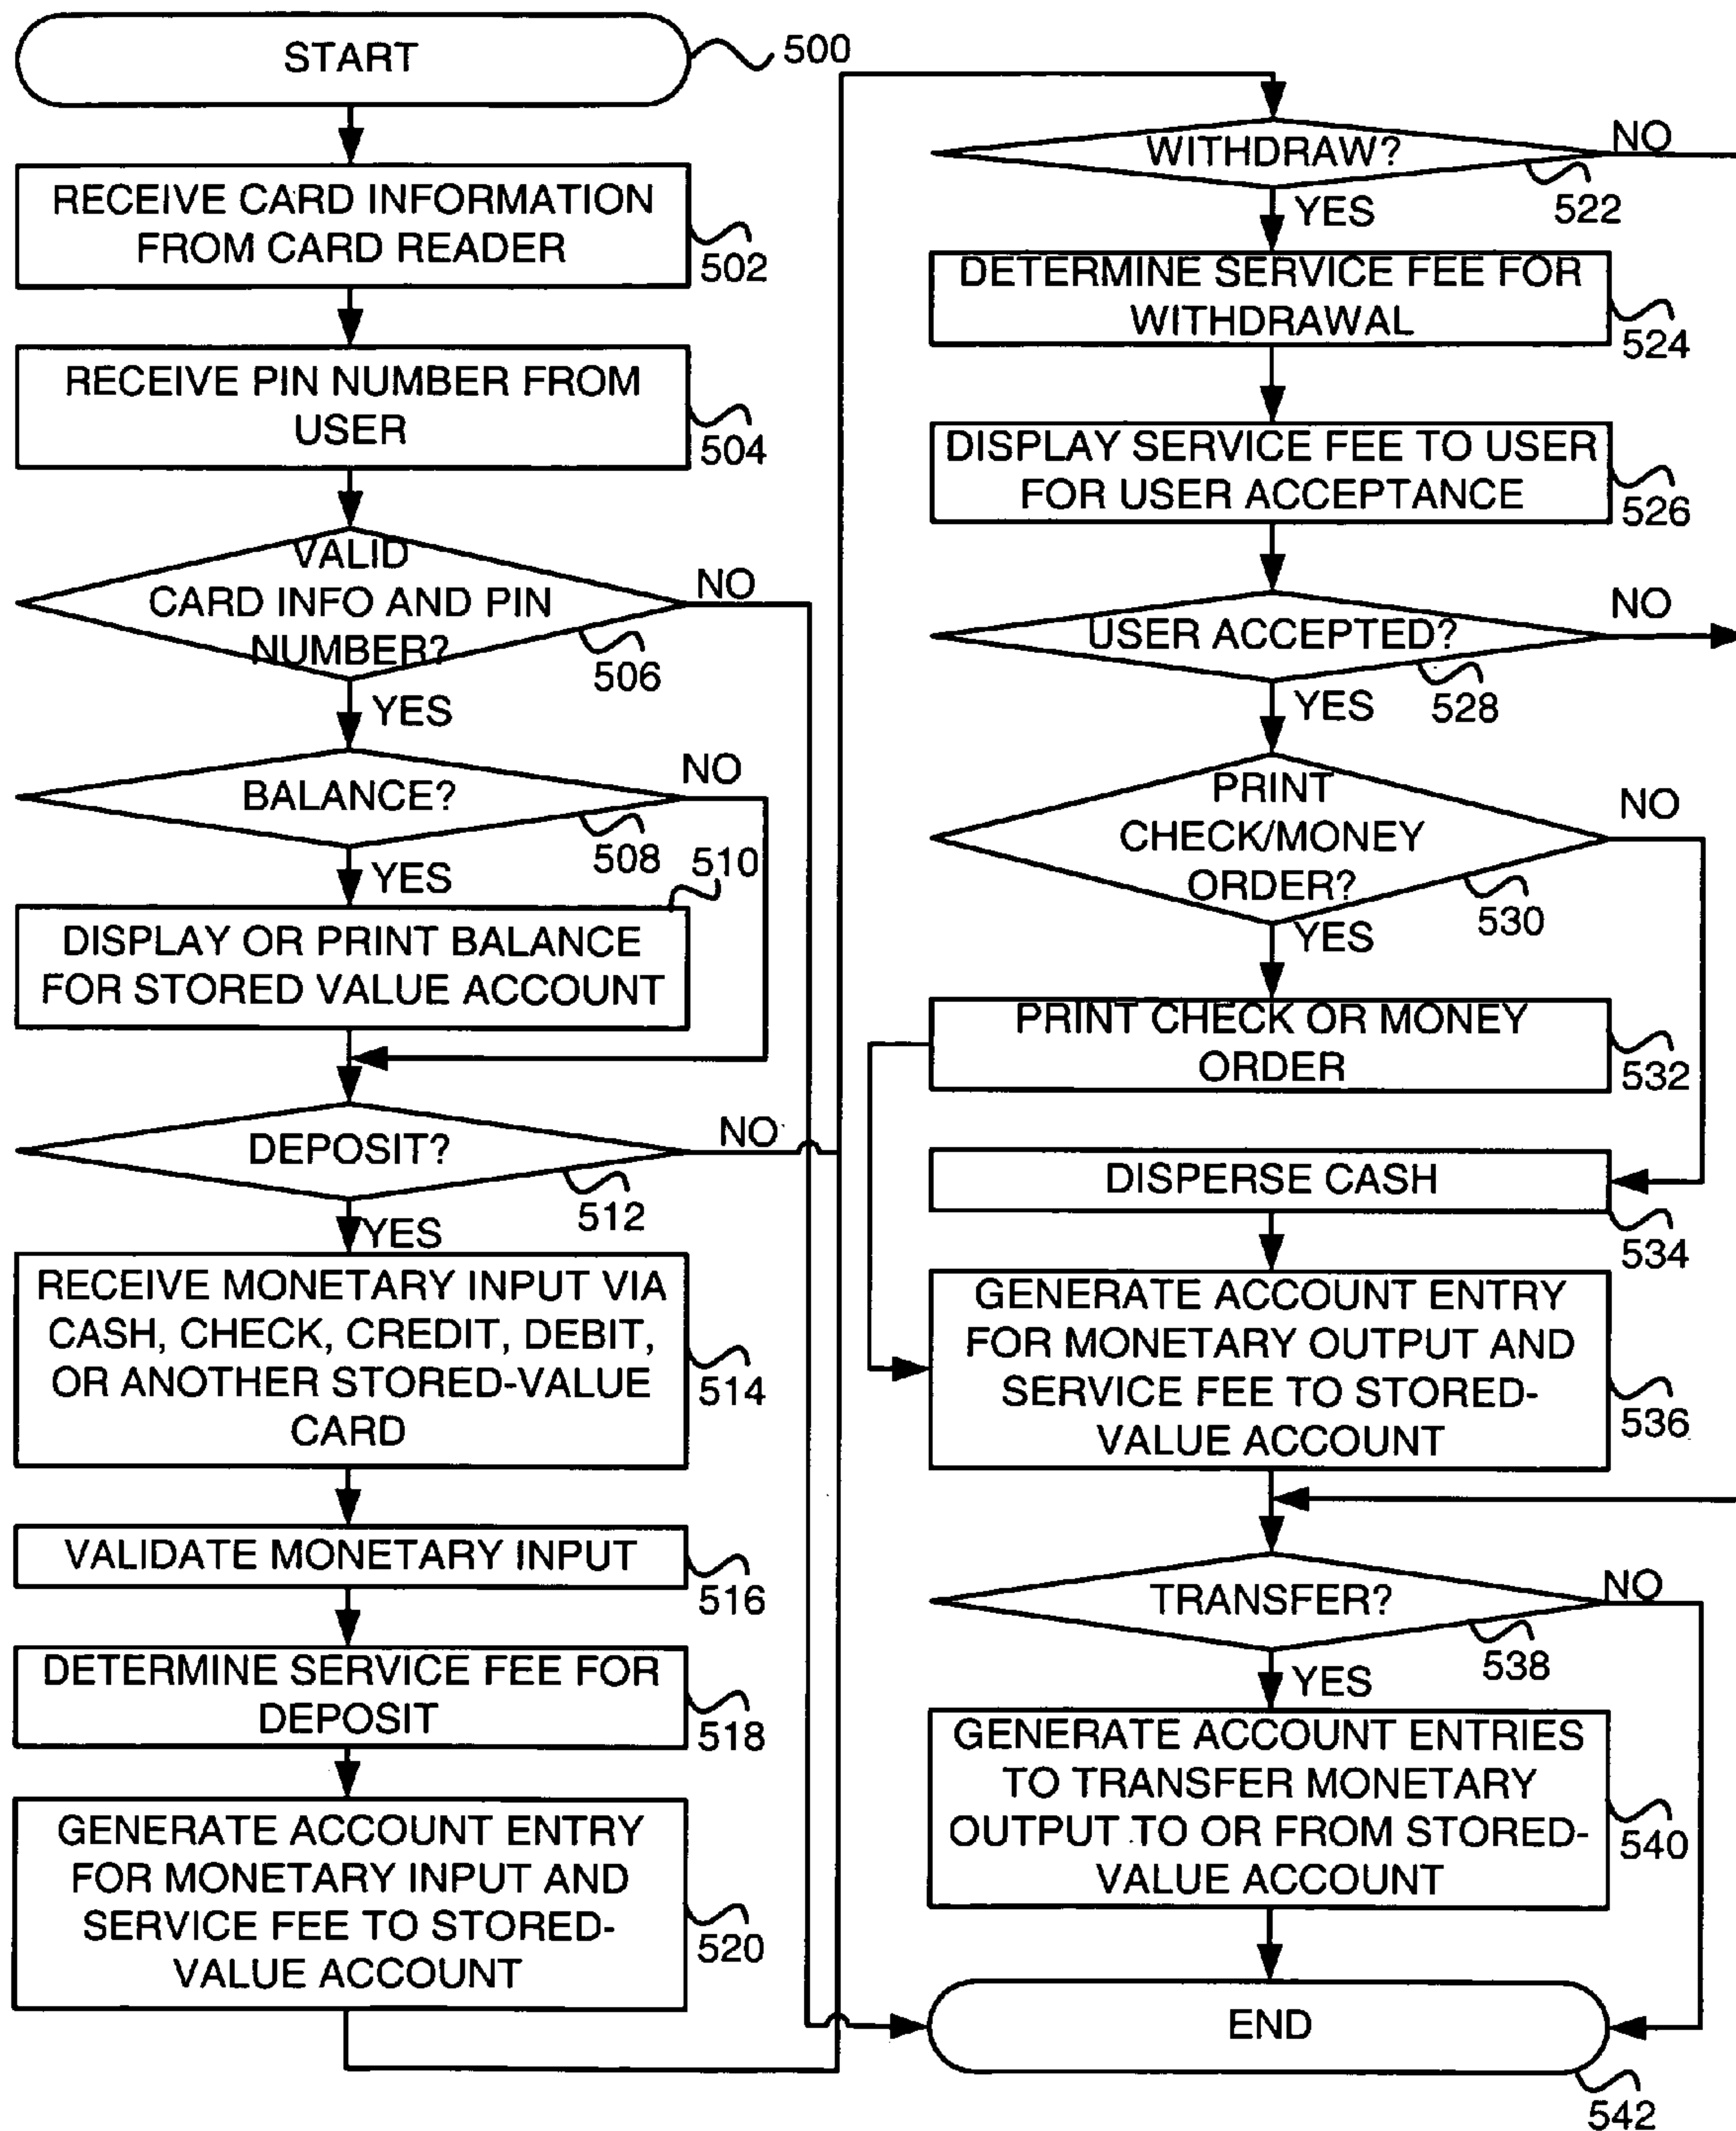 START
500
RECEIVE CARD INFORMATION
FROM CARD READER
502
RECEIVE PIN NUMBER FROM
USER
504
VALID
CARD INFO AND PIN
NUMBER?
NO
506
YES
BALANCE?
NO
508
YES
510
DISPLAY OR PRINT BALANCE
FOR STORED VALUE ACCOUNT
DEPOSIT?
NO
512
YES
RECEIVE MONETARY INPUT VIA
CASH, CHECK, CREDIT, DEBIT,
OR ANOTHER STORED-VALUE
CARD
514
VALIDATE MONETARY INPUT
516
DETERMINE SERVICE FEE FOR
DEPOSIT
518
GENERATE ACCOUNT ENTRY
FOR MONETARY INPUT AND
SERVICE FEE TO STORED-
VALUE ACCOUNT
520
WITHDRAW?
NO
522
YES
DETERMINE SERVICE FEE FOR
WITHDRAWAL
524
DISPLAY SERVICE FEE TO USER
FOR USER ACCEPTANCE
526
USER ACCEPTED?
NO
528
YES
PRINT
CHECK/MONEY
ORDER?
NO
530
YES
PRINT CHECK OR MONEY
ORDER
532
DISPERSE CASH
534
GENERATE ACCOUNT ENTRY
FOR MONETARY OUTPUT AND
SERVICE FEE TO STORED-
VALUE ACCOUNT
536
TRANSFER?
NO
538
YES
GENERATE ACCOUNT ENTRIES
TO TRANSFER MONETARY
OUTPUT TO OR FROM STORED-
VALUE ACCOUNT
540
END
542